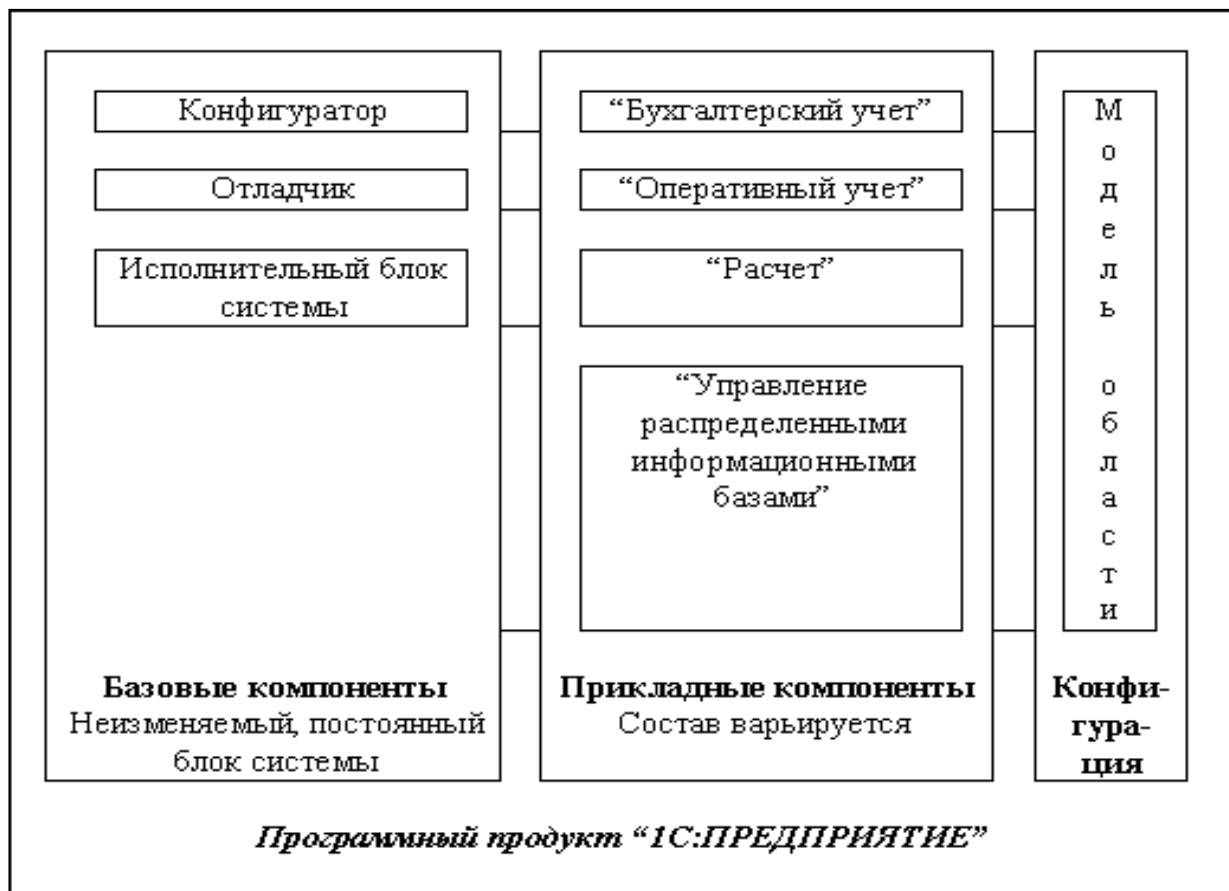 Конфигуратор
Отладчик
Исполнительный блок
системы
Базовые компоненты
Неизменяемый, постоянный
блок системы
“Бухгалтерский учет”
“Оперативный учет”
“Расчет”
“Управление
распределенными
информационными
базами”
Прикладные компоненты
Состав варьируется
М
о
д
е
л
ь
о
б
л
а
с
т
и
Конфи-
гура-
ция
Программный продукт “1С:ПРЕДПРИЯТИЕ”